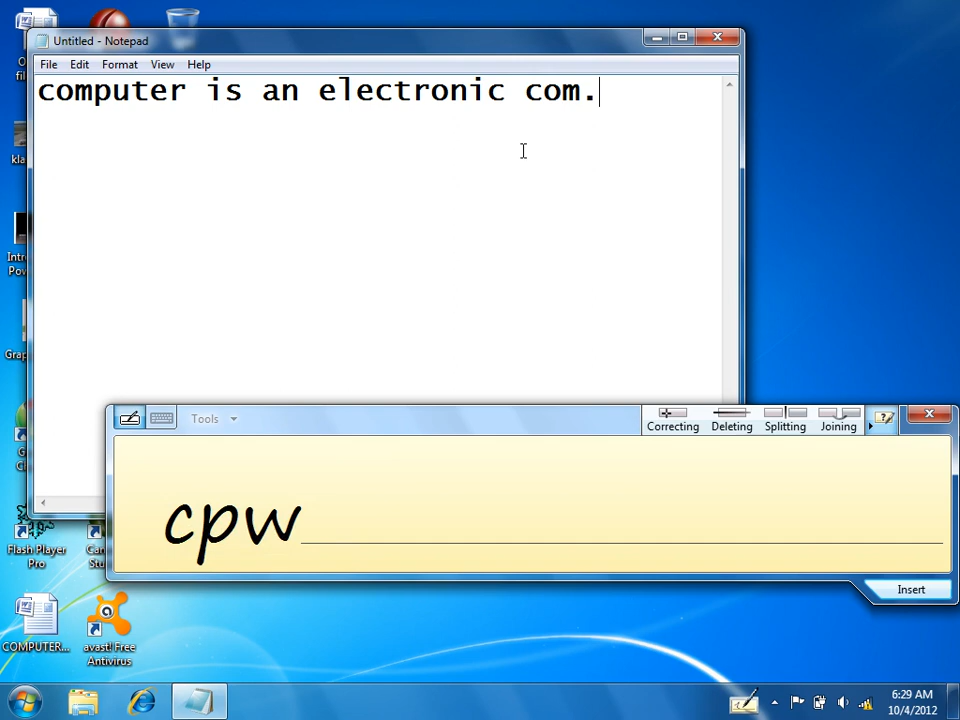 Untitled - Notepad
File Edit Format View Help
computer is an electronic com.
Tools
Correcting Deleting Splitting Joining
cpw
Insert
Flash Player
Pro
COMPUTER...
avast! Free
Antivirus
6:29 AM
10/4/2012